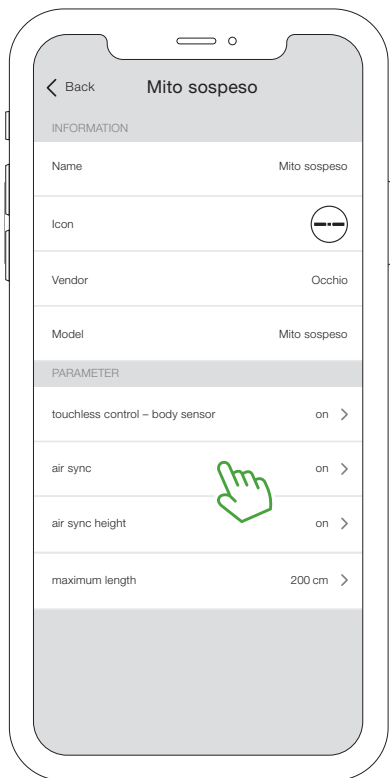 Back Mito sospeso
INFORMATION
Name Mito sospeso
Icon
Vendor Occhio
Model Mito sospeso
PARAMETER
touchless control – body sensor on
air sync on
air sync height on
maximum length 200 cm